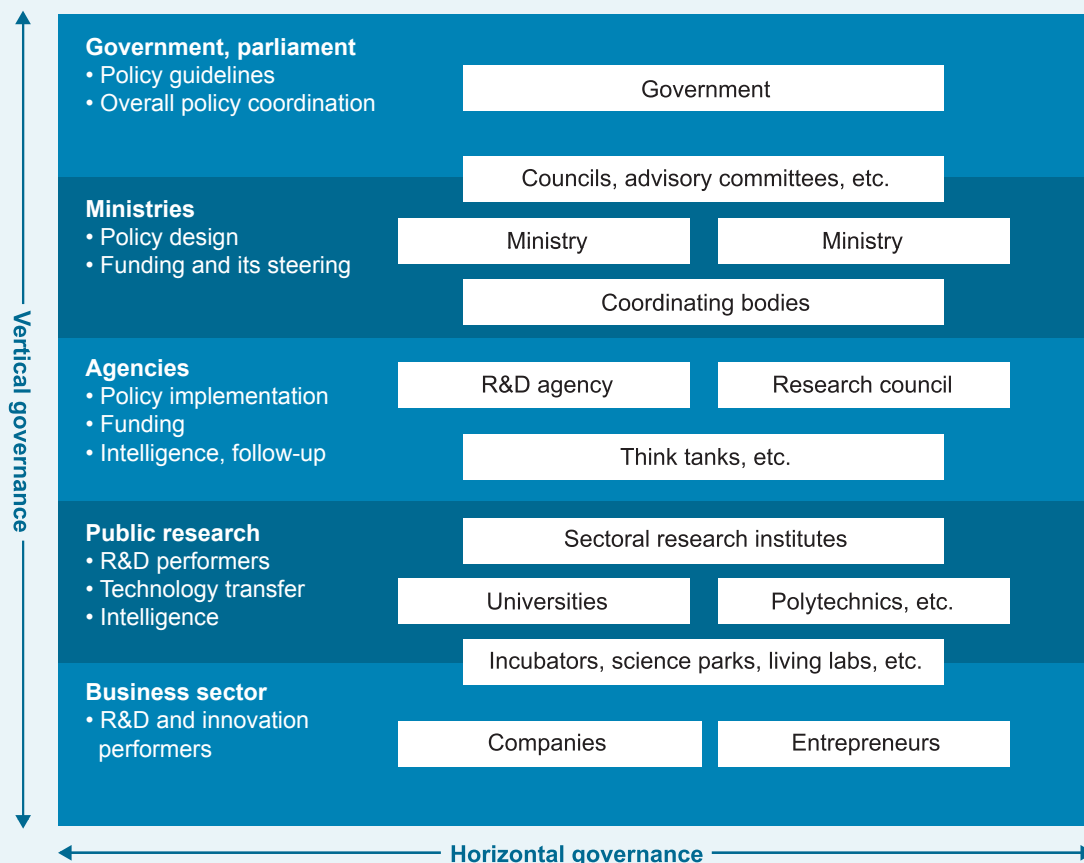 Government, parliament
• Policy guidelines
• Overall policy coordination
Government
Councils, advisory committees, etc.
Ministries
• Policy design
• Funding and its steering
Ministry
Ministry
Coordinating bodies
Agencies
• Policy implementation
• Funding
• Intelligence, follow-up
R&D agency
Research council
Think tanks, etc.
Public research
• R&D performers
• Technology transfer
• Intelligence
Sectoral research institutes
Universities
Polytechnics, etc.
Incubators, science parks, living labs, etc.
Business sector
• R&D and innovation
performers
Companies
Entrepreneurs
Vertical governance
Horizontal governance